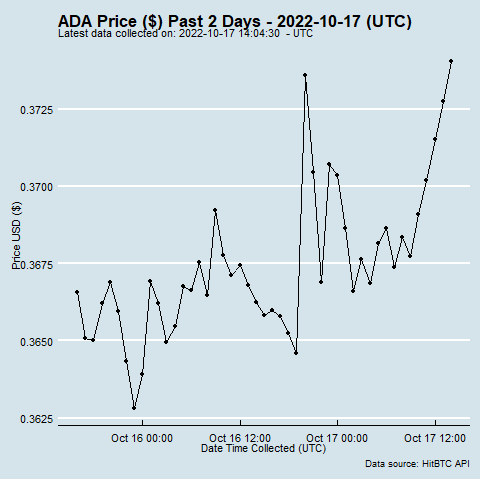 ADA Price ($) Past 2 Days - 2022-10-17 (UTC)
Latest data collected on: 2022-10-17 14:04:30 - UTC
Price USD ($)
0.3725
0.3700
0.3675
0.3650
0.3625
Oct 16 00:00
Oct 16 12:00
Oct 17 00:00
Oct 17 12:00
Date Time Collected (UTC)
Data source: HitBTC API